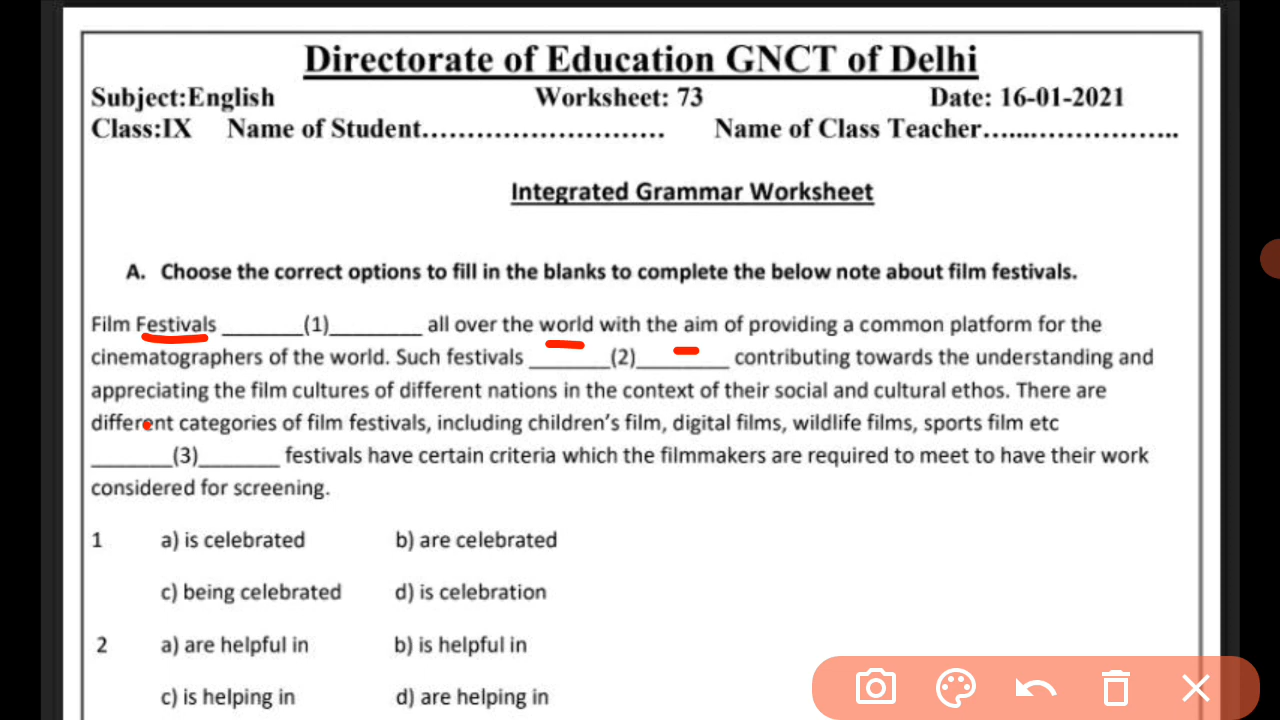 Directorate of Education GNCT of Delhi
Subject:English Worksheet: 73 Date: 16-01-2021
Class:IX Name of Student........................... Name of Class Teacher......................
Integrated Grammar Worksheet
A. Choose the correct options to fill in the blanks to complete the below note about film festivals.
Film Festivals _______(1)________ all over the world with the aim of providing a common platform for the
cinematographers of the world. Such festivals _______(2)________ contributing towards the understanding and
appreciating the film cultures of different nations in the context of their social and cultural ethos. There are
different categories of film festivals, including children's film, digital films, wildlife films, sports film etc
_______(3)_______ festivals have certain criteria which the filmmakers are required to meet to have their work
considered for screening.
1 a) is celebrated b) are celebrated
c) being celebrated d) is celebration
2 a) are helpful in b) is helpful in
c) is helping in d) are helping in